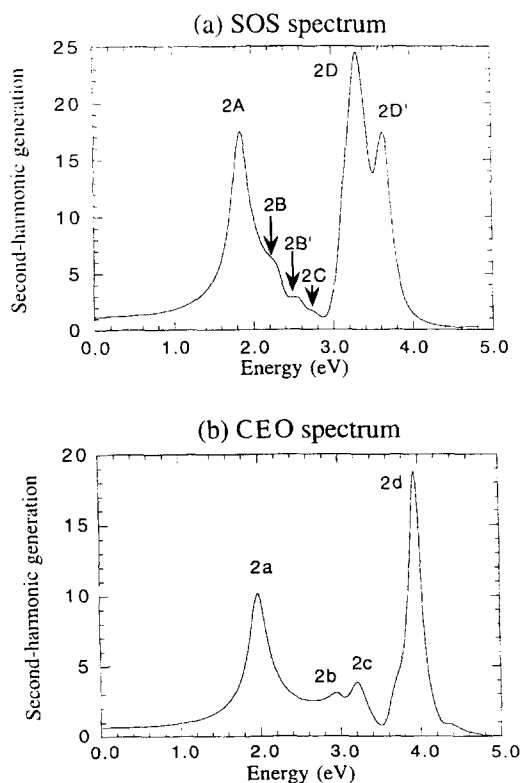 (a) SOS spectrum
25
20
15
10
5
0
Second-harmonic generation
2A
2B
2B'
2C
2D
2D'
0.0 1.0 2.0 3.0 4.0 5.0
Energy (eV)
(b) CEO spectrum
20
15
10
5
0
Second-harmonic generation
2a
2b
2c
2d
0.0 1.0 2.0 3.0 4.0 5.0
Energy (eV)